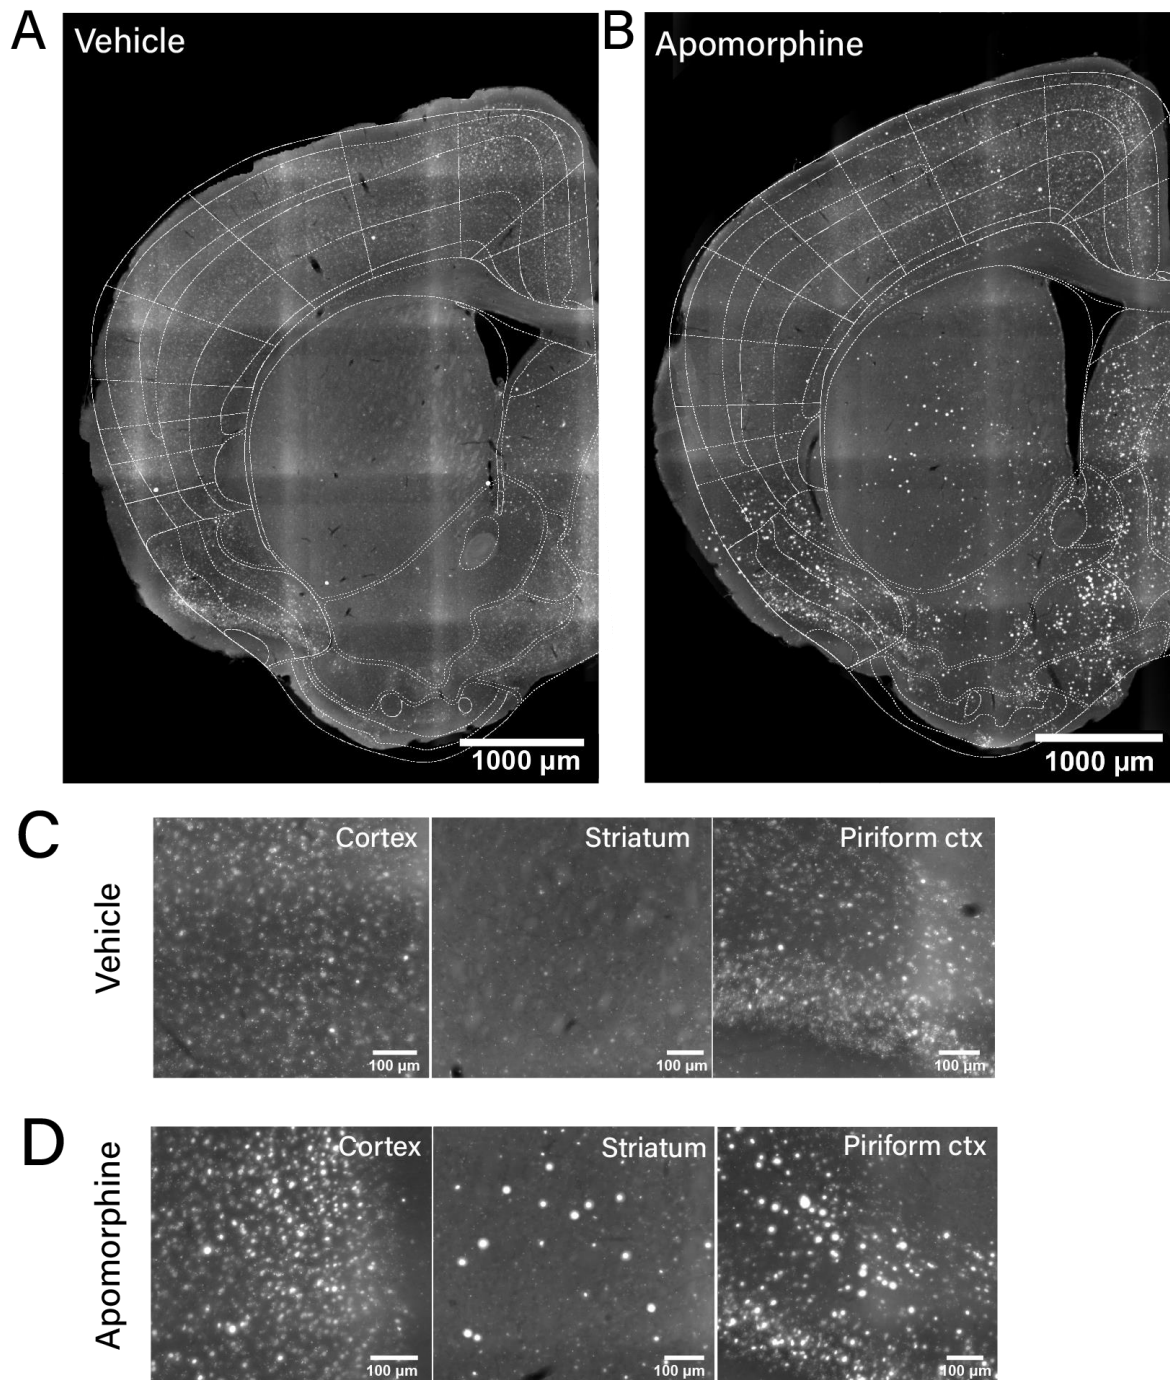 A
Vehicle
B
Apomorphine
1000 µm
1000 µm
C
Vehicle
Cortex
Striatum
Piriform ctx
100 µm
100 µm
100 µm
D
Apomorphine
Cortex
Striatum
Piriform ctx
100 µm
100 µm
100 µm